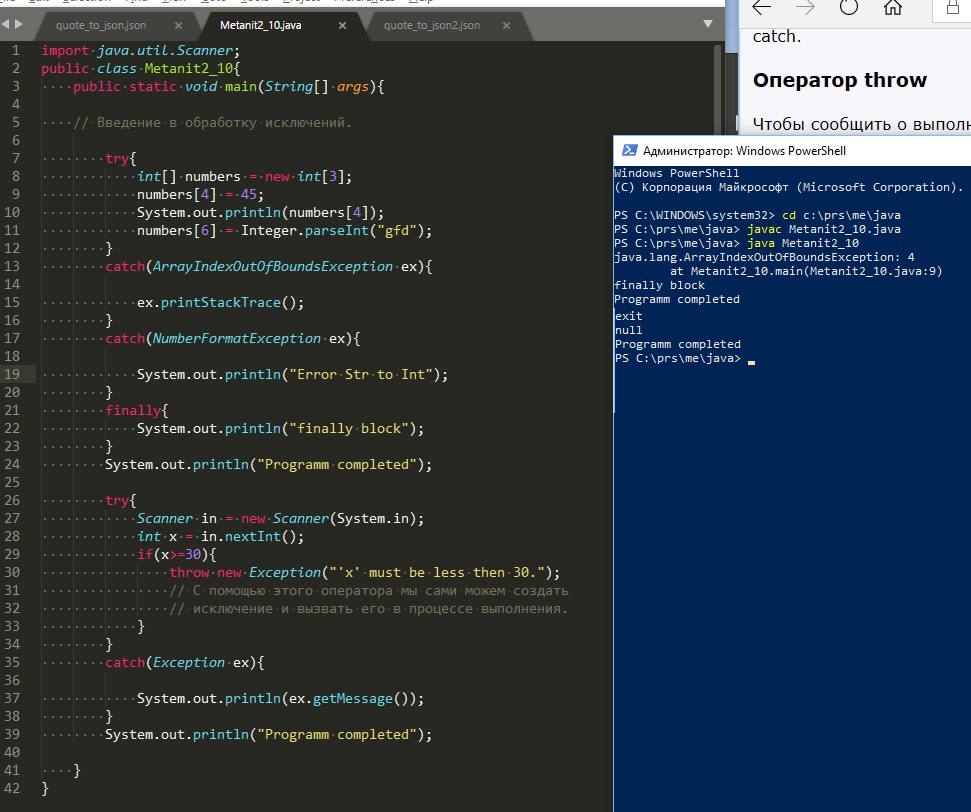 quote_to_json.json
Metanit2_10.java
quote_to_json2.json
1 import java.util.Scanner;
2 public class Metanit2_10{
3 public static void main(String[] args){
4
5 // Введение в обработку исключений.
6
7 try{
8 int[] numbers = new int[3];
9 numbers[4] = 45;
10 System.out.println(numbers[4]);
11 numbers[6] = Integer.parseInt("gfd");
12 }
13 catch(ArrayIndexOutOfBoundsException ex){
14
15 ex.printStackTrace();
16 }
17 catch(NumberFormatException ex){
18
19 System.out.println("Error Str to Int");
20 }
21 finally{
22 System.out.println("finally block");
23 }
24 System.out.println("Programm completed");
25
26 try{
27 Scanner in = new Scanner(System.in);
28 int x = in.nextInt();
29 if(x>=30){
30 throw new Exception("'x' must be less then 30.");
31 // С помощью этого оператора мы сами можем создать
32 // исключение и вызвать его в процессе выполнения.
33 }
34 }
35 catch(Exception ex){
36
37 System.out.println(ex.getMessage());
38 }
39 System.out.println("Programm completed");
40
41 }
42 }
catch.
Оператор throw
Чтобы сообщить о выполн
Администратор: Windows PowerShell
Windows PowerShell
(C) Корпорация Майкрософт (Microsoft Corporation).
PS C:\WINDOWS\system32> cd c:\prs\me\java
PS C:\prs\me\java> javac Metanit2_10.java
PS C:\prs\me\java> java Metanit2_10
java.lang.ArrayIndexOutOfBoundsException: 4
at Metanit2_10.main(Metanit2_10.java:9)
finally block
Programm completed
exit
null
Programm completed
PS C:\prs\me\java>